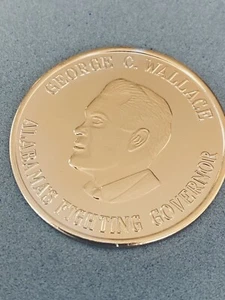 GEORGE C. WALLACE
ALABAMA'S FIGHTING GOVERNOR